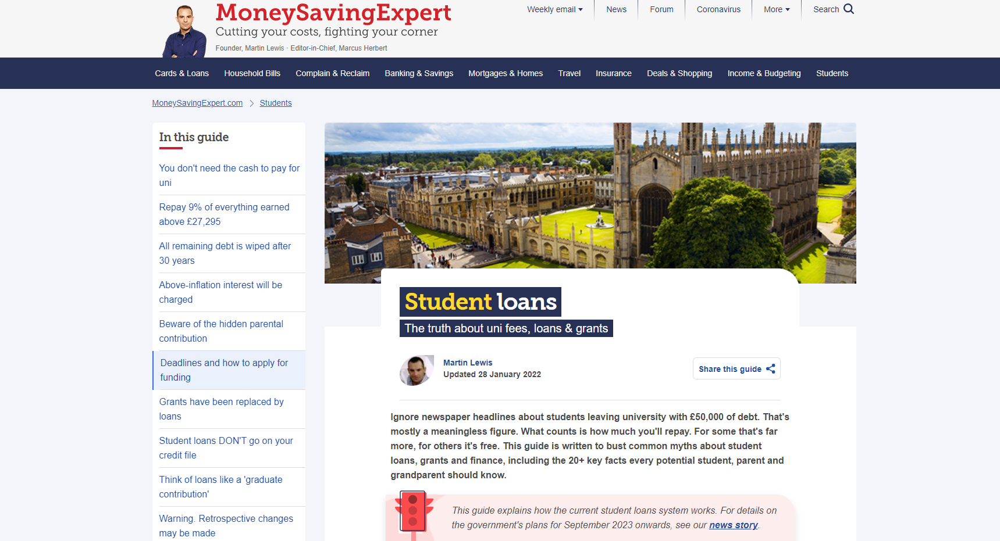 MoneySavingExpert
Cutting your costs, fighting your corner
Founder, Martin Lewis · Editor-in-Chief, Marcus Herbert
Weekly email
News
Forum
Coronavirus
More
Search
Cards & Loans
Household Bills
Complain & Reclaim
Banking & Savings
Mortgages & Homes
Travel
Insurance
Deals & Shopping
Income & Budgeting
Students
MoneySavingExpert.com
Students
In this guide
You don't need the cash to pay for
uni
Repay 9% of everything earned
above £27,295
All remaining debt is wiped after
30 years
Above-inflation interest will be
charged
Beware of the hidden parental
contribution
Deadlines and how to apply for
funding
Grants have been replaced by
loans
Student loans DON'T go on your
credit file
Think of loans like a 'graduate
contribution'
Warning. Retrospective changes
may be made
Student loans
The truth about uni fees, loans & grants
Martin Lewis
Updated 28 January 2022
Share this guide
Ignore newspaper headlines about students leaving university with £50,000 of debt. That's
mostly a meaningless figure. What counts is how much you'll repay. For some that's far
more, for others it's free. This guide is written to bust common myths about student
loans, grants and finance, including the 20+ key facts every potential student, parent and
grandparent should know.
This guide explains how the current student loans system works. For details on
the government's plans for September 2023 onwards, see our news story.